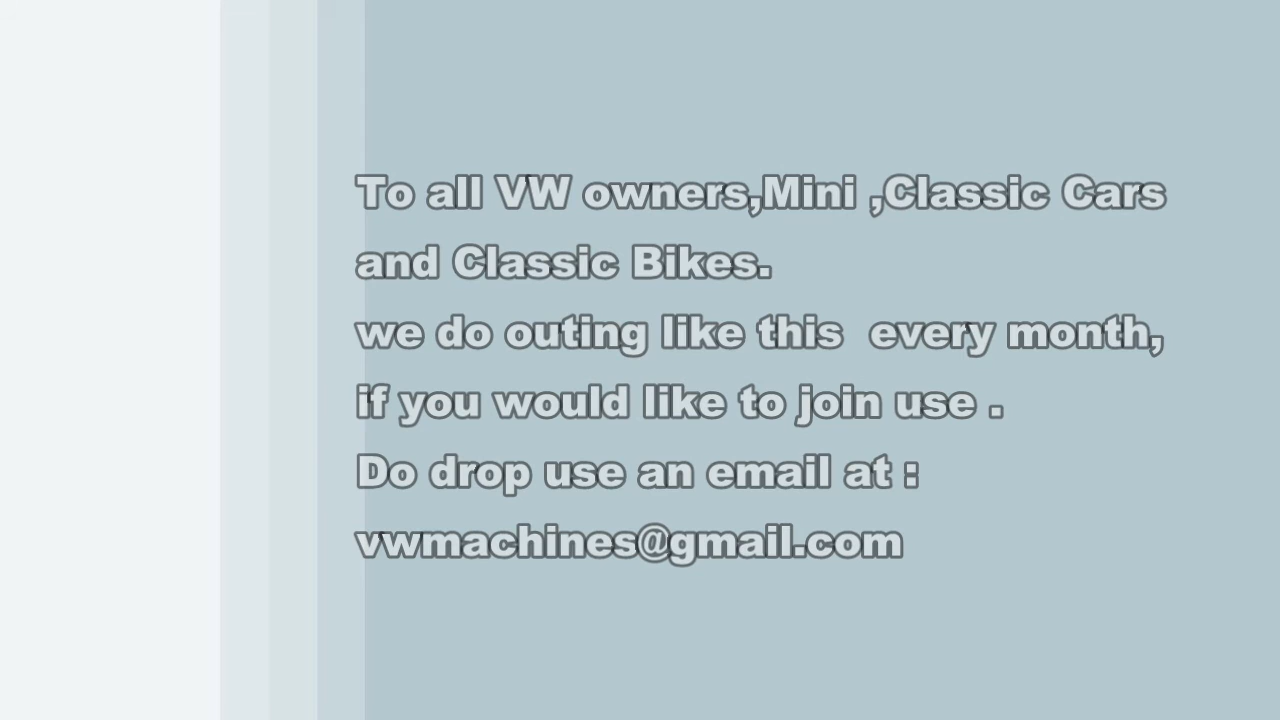 To all VW owners,Mini ,Classic Cars
and Classic Bikes.
we do outing like this  every month,
if you would like to join use .
Do drop use an email at :
vwmachines@gmail.com